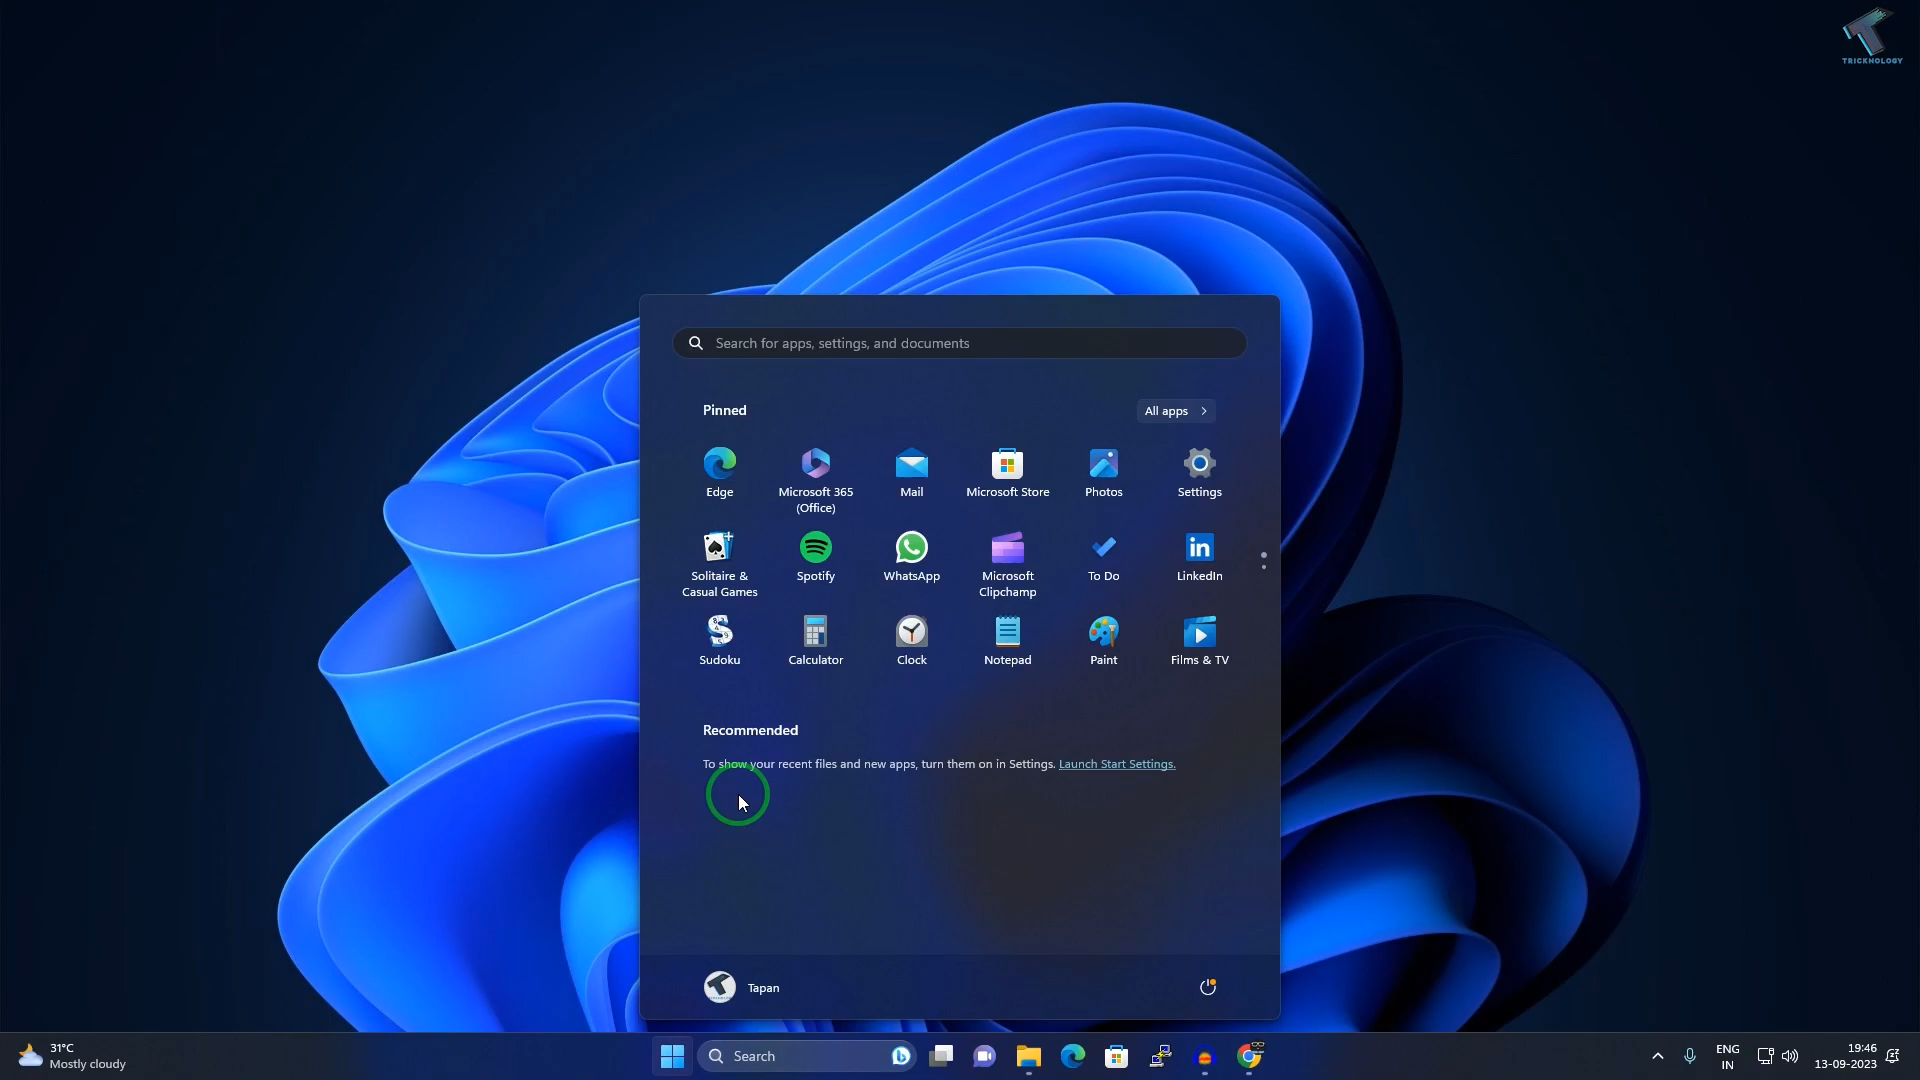 TRICKNOLOGY
Search for apps, settings, and documents
Pinned
All apps
Edge
Microsoft 365
(Office)
Mail
Microsoft Store
Photos
Settings
Solitaire &
Casual Games
Spotify
WhatsApp
Microsoft
Clipchamp
To Do
LinkedIn
Sudoku
Calculator
Clock
Notepad
Paint
Films & TV
Recommended
To show your recent files and new apps, turn them on in Settings. Launch Start Settings.
Tapan
31°C
Mostly cloudy
Search
ENG
IN
19:46
13-09-2023